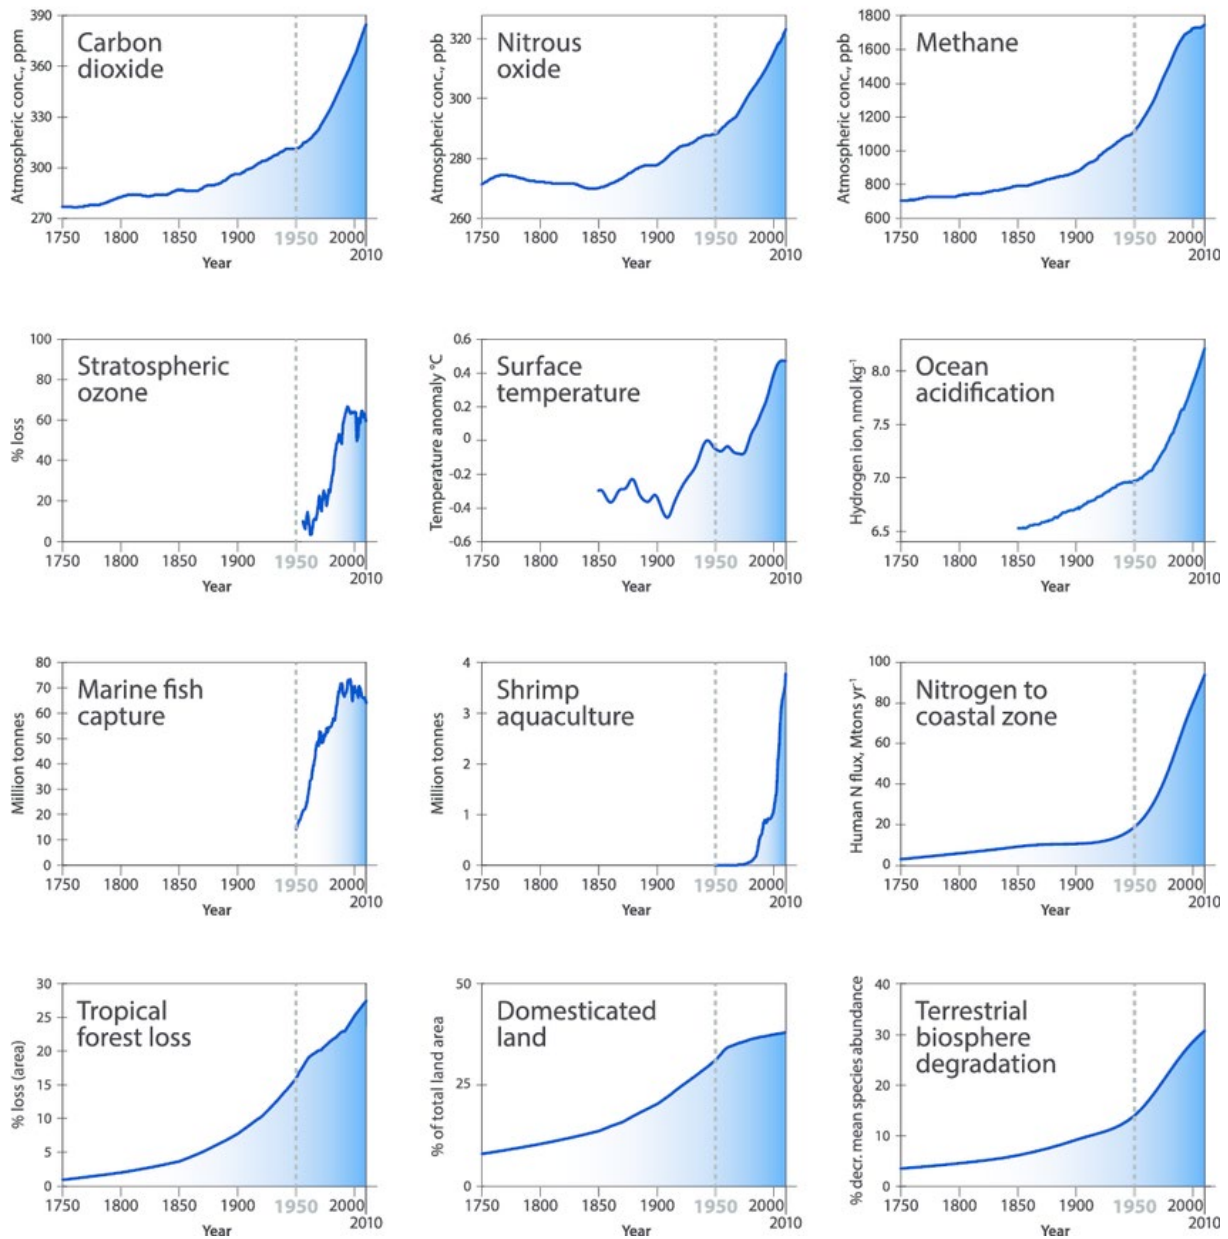 Carbon
dioxide
Atmospheric conc., ppm
390
360
330
300
270
1750 1800 1850 1900 1950 2000
2010
Year
Nitrous
oxide
Atmospheric conc., ppb
320
300
280
260
1750 1800 1850 1900 1950 2000
2010
Year
Methane
Atmospheric conc., ppb
1800
1600
1400
1200
1000
800
600
1750 1800 1850 1900 1950 2000
2010
Year
Stratospheric
ozone
% loss
100
80
60
40
20
0
1750 1800 1850 1900 1950 2000
2010
Year
Surface
temperature
Temperature anomaly °C
0.6
0.4
0.2
0
-0.2
-0.4
-0.6
1750 1800 1850 1900 1950 2000
2010
Year
Ocean
acidification
Hydrogen ion, nmol kg⁻¹
8.0
7.5
7.0
6.5
1750 1800 1850 1900 1950 2000
2010
Year
Marine fish
capture
Million tonnes
80
70
60
50
40
30
20
10
0
1750 1800 1850 1900 1950 2000
2010
Year
Shrimp
aquaculture
Million tonnes
4
3
2
1
0
1750 1800 1850 1900 1950 2000
2010
Year
Nitrogen to
coastal zone
Human N flux, Mtons yr⁻¹
100
80
60
40
20
0
1750 1800 1850 1900 1950 2000
2010
Year
Tropical
forest loss
% loss (area)
30
25
20
15
10
5
0
1750 1800 1850 1900 1950 2000
2010
Year
Domesticated
land
% of total land area
50
25
0
1750 1800 1850 1900 1950 2000
2010
Year
Terrestrial
biosphere
degradation
% decr. mean species abundance
40
30
20
10
0
1750 1800 1850 1900 1950 2000
2010
Year